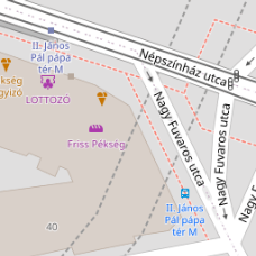 II. János
Pál pápa
tér M
Népszínház utca
LOTTOZÓ
Friss Pékség
Nagy Fuvaros utca
Nagy Fuvaros utca
II. János
Pál pápa
tér M
40